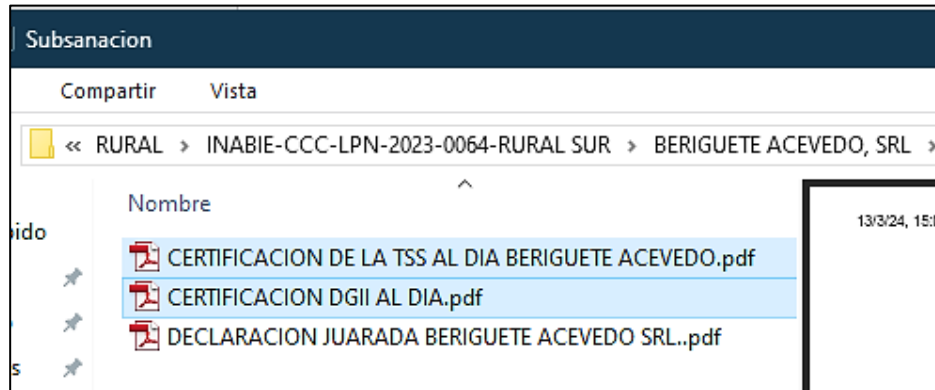 Subsanacion
Compartir Vista
« RURAL > INABIE-CCC-LPN-2023-0064-RURAL SUR > BERIGUETE ACEVEDO, SRL >
Nombre
13/3/24, 15:
CERTIFICACION DE LA TSS AL DIA BERIGUETE ACEVEDO.pdf
CERTIFICACION DGII AL DIA.pdf
DECLARACION JUARADA BERIGUETE ACEVEDO SRL..pdf